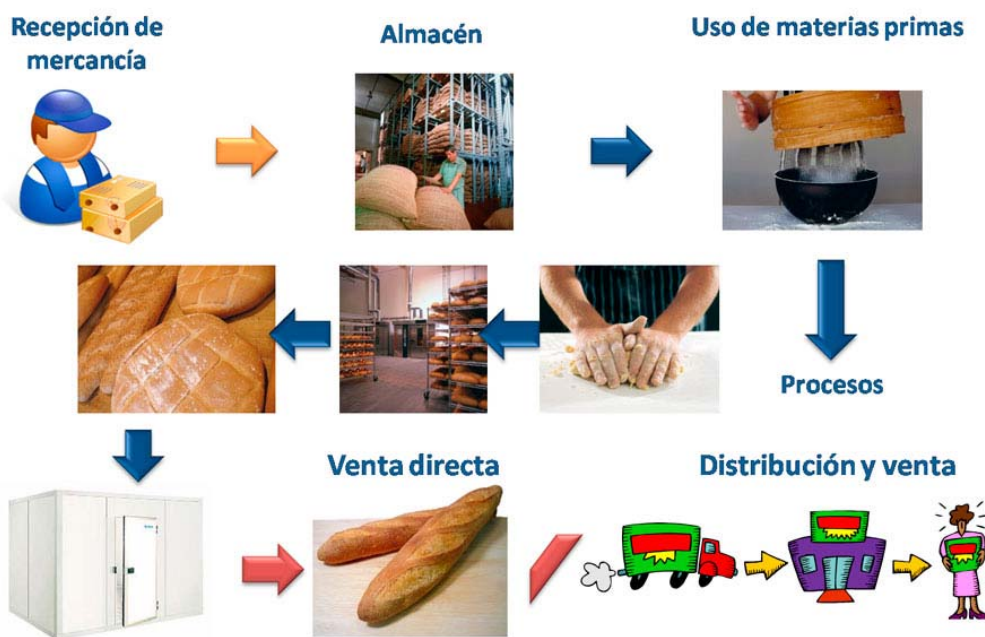 Recepción de
mercancía
Almacén
Uso de materias primas
Procesos
Venta directa
Distribución y venta